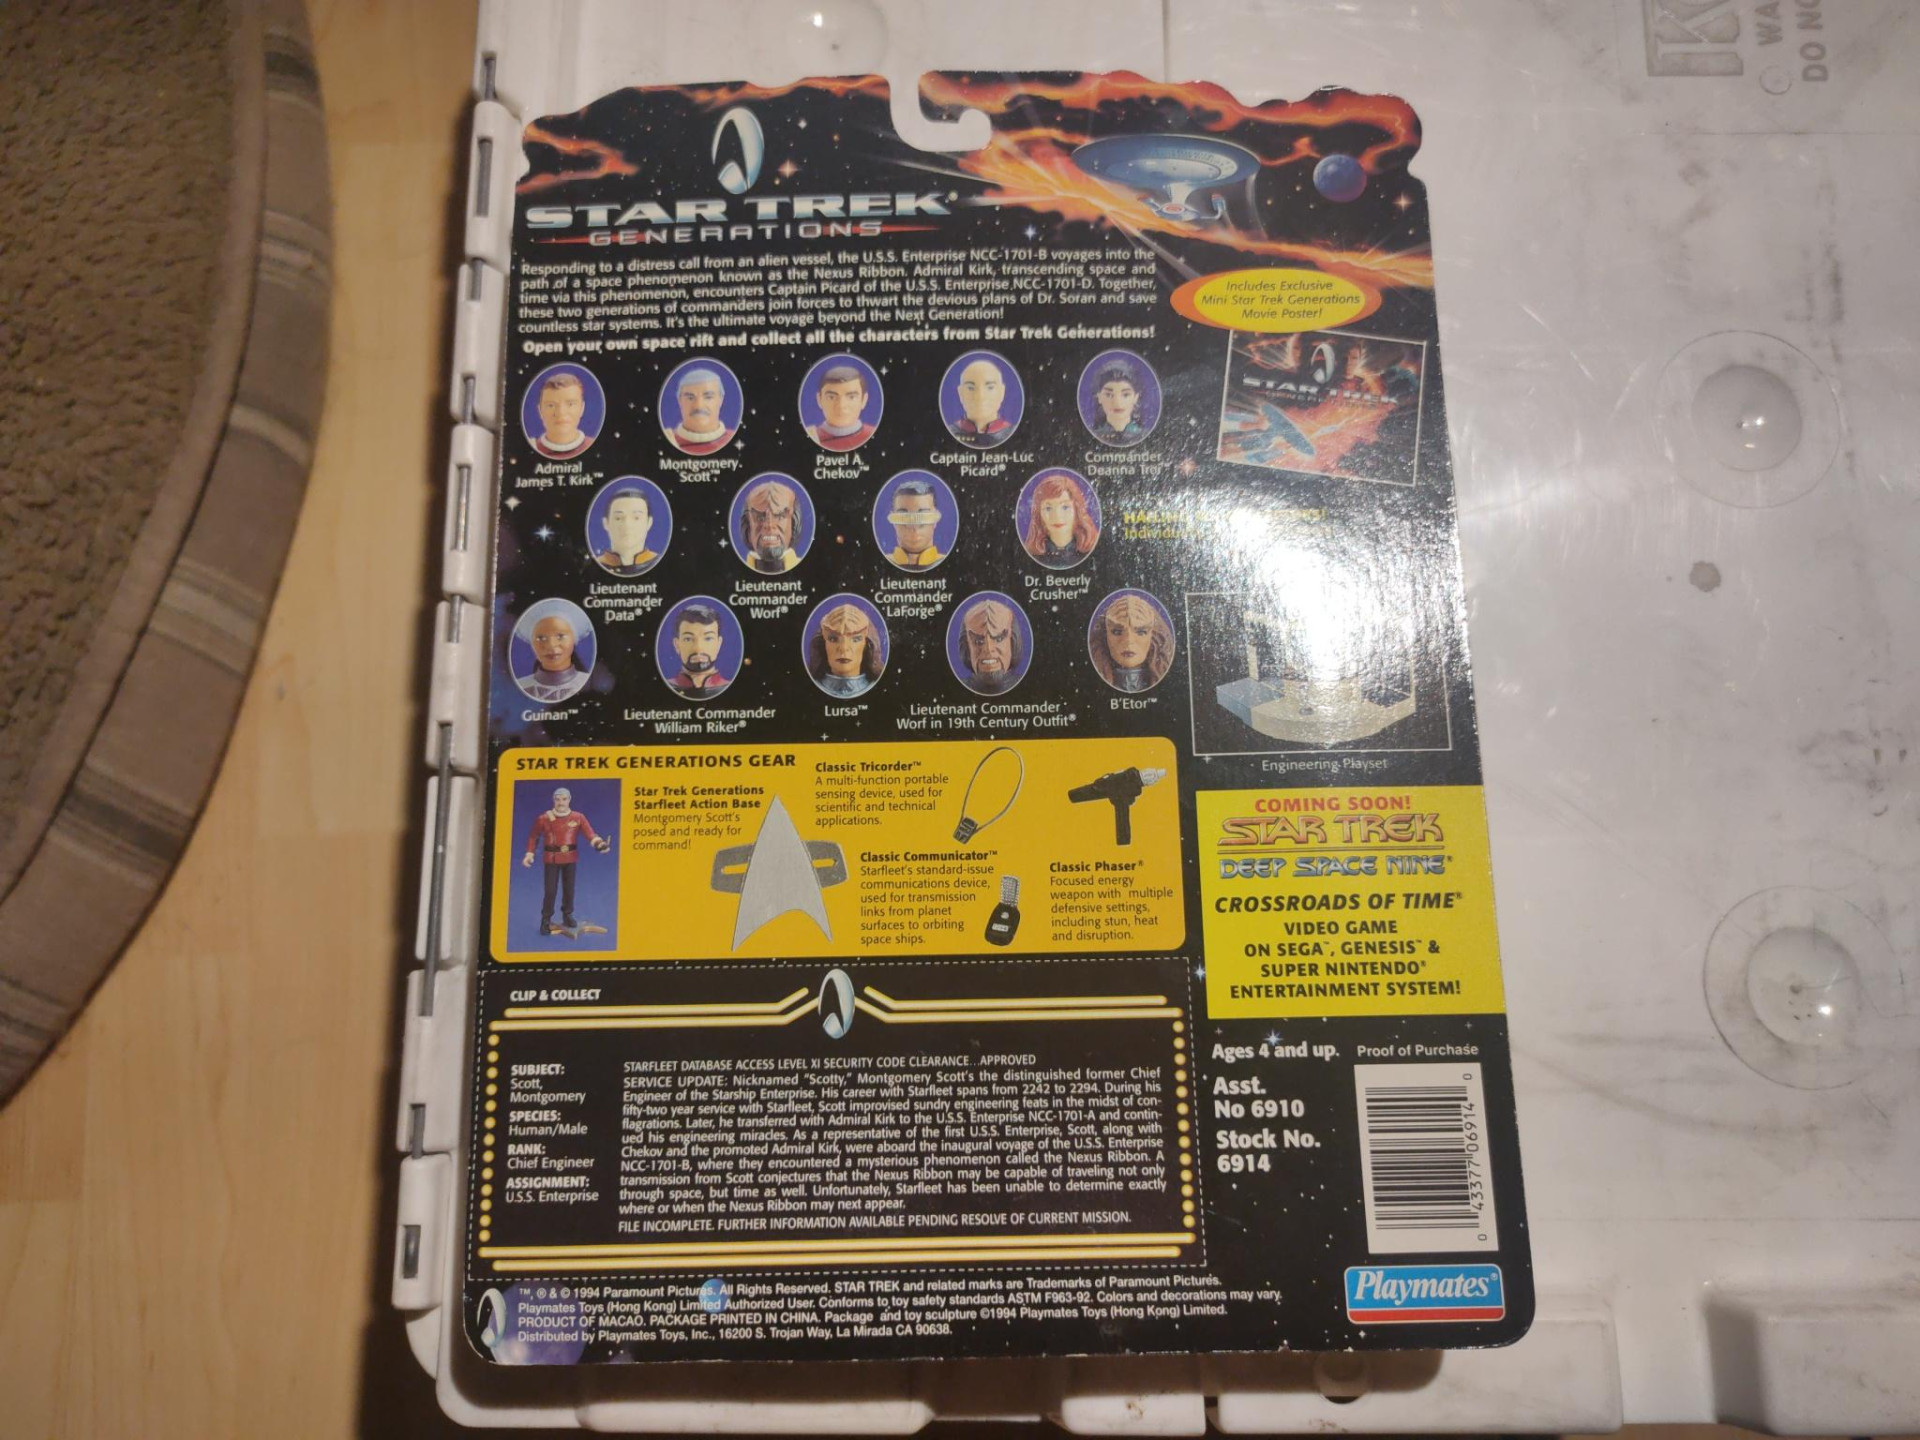 STAR TREK®
GENERATIONS
Responding to a distress call from an alien vessel, the U.S.S. Enterprise NCC-1701-B voyages into the
path of a space phenomenon known as the Nexus Ribbon. Admiral Kirk, transcending space and
time via this phenomenon, encounters Captain Picard of the U.S.S. Enterprise NCC-1701-D. Together,
these two generations of commanders join forces to thwart the devious plans of Dr. Soran and save
countless star systems. It's the ultimate voyage beyond the Next Generation!
Open your own space rift and collect all the characters from Star Trek Generations!
Includes Exclusive
Mini Star Trek Generations
Movie Poster!
STAR TREK
GENERATIONS
Admiral
James T. Kirk™
Montgomery
Scott™
Pavel A.
Chekov™
Captain Jean-Luc
Picard®
Commander
Deanna Troi
Lieutenant
Commander
Data®
Lieutenant
Commander
Worf®
Lieutenant
Commander
LaForge®
Dr. Beverly
Crusher™
Guinan™
Lieutenant Commander
William Riker®
Lursa™
Lieutenant Commander
Worf in 19th Century Outfit®
B'Etor™
Engineering Playset
STAR TREK GENERATIONS GEAR
Star Trek Generations
Starfleet Action Base
Montgomery Scott's
posed and ready for
command!
Classic Tricorder™
A multi-function portable
sensing device, used for
scientific and technical
applications.
Classic Communicator™
Starfleet's standard-issue
communications device,
used for transmission
links from planet
surfaces to orbiting
space ships.
Classic Phaser®
Focused energy
weapon with multiple
defensive settings,
including stun, heat
and disruption.
COMING SOON!
STAR TREK
DEEP SPACE NINE®
CROSSROADS OF TIME®
VIDEO GAME
ON SEGA™, GENESIS™ &
SUPER NINTENDO®
ENTERTAINMENT SYSTEM!
CLIP & COLLECT
SUBJECT:
Scott,
Montgomery
SPECIES:
Human/Male
RANK:
Chief Engineer
ASSIGNMENT:
U.S.S. Enterprise
STARFLEET DATABASE ACCESS LEVEL XI SECURITY CODE CLEARANCE...APPROVED
SERVICE UPDATE: Nicknamed "Scotty," Montgomery Scott's the distinguished former Chief
Engineer of the Starship Enterprise. His career with Starfleet spans from 2242 to 2294. During his
fifty-two year service with Starfleet, Scott improvised sundry engineering feats in the midst of con-
flagrations. Later, he transferred with Admiral Kirk to the U.S.S. Enterprise NCC-1701-A and contin-
ued his engineering miracles. As a representative of the first U.S.S. Enterprise, Scott, along with
Chekov and the promoted Admiral Kirk, were aboard the inaugural voyage of the U.S.S. Enterprise
NCC-1701-B, where they encountered a mysterious phenomenon called the Nexus Ribbon. A
transmission from Scott conjectures that the Nexus Ribbon may be capable of traveling not only
through space, but time as well. Unfortunately, Starfleet has been unable to determine exactly
where or when the Nexus Ribbon may next appear.
FILE INCOMPLETE. FURTHER INFORMATION AVAILABLE PENDING RESOLVE OF CURRENT MISSION.
Ages 4 and up.
Asst.
No 6910
Stock No.
6914
Proof of Purchase
0 43377 06914 0
Playmates®
™, ® & © 1994 Paramount Pictures. All Rights Reserved. STAR TREK and related marks are Trademarks of Paramount Pictures.
Playmates Toys (Hong Kong) Limited Authorized User. Conforms to toy safety standards ASTM F963-92. Colors and decorations may vary.
PRODUCT OF MACAO. PACKAGE PRINTED IN CHINA. Package and toy sculpture ©1994 Playmates Toys (Hong Kong) Limited.
Distributed by Playmates Toys, Inc., 16200 S. Trojan Way, La Mirada CA 90638.
DO